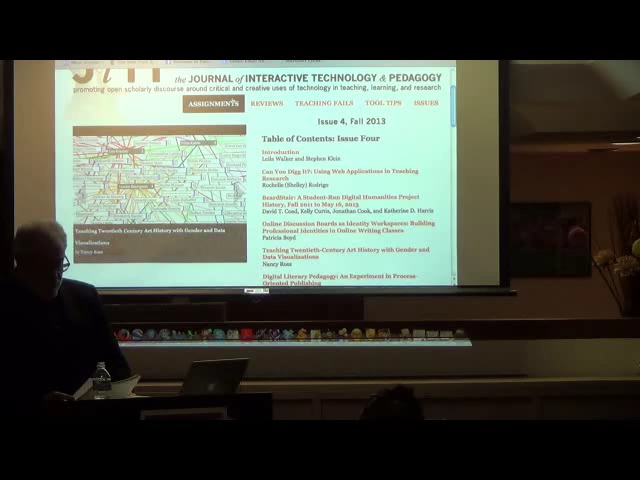 the JOURNAL of INTERACTIVE TECHNOLOGY & PEDAGOGY
promoting open scholarly discourse around critical and creative uses of technology in teaching, learning, and research
ASSIGNMENTS REVIEWS TEACHING FAILS TOOL TIPS ISSUES
Issue 4, Fall 2013
Table of Contents: Issue Four
Introduction
Leila Walker and Stephen Klein
Can You Digg It?: Using Web Applications in Teaching
Research
Rochelle (Shelley) Rodrigo
BeardStair: A Student-Run Digital Humanities Project
History, Fall 2011 to May 16, 2013
David T. Coad, Kelly Curtis, Jonathan Cook, and Katherine D. Harris
Online Discussion Boards as Identity Workspaces: Building
Professional Identities in Online Writing Classes
Patricia Boyd
Teaching Twentieth-Century Art History with Gender and
Data Visualizations
Nancy Ross
Digital Literary Pedagogy: An Experiment in Process-
Oriented Publishing
Teaching Twentieth-Century Art History with Gender and Data
Visualizations
by Nancy Ross